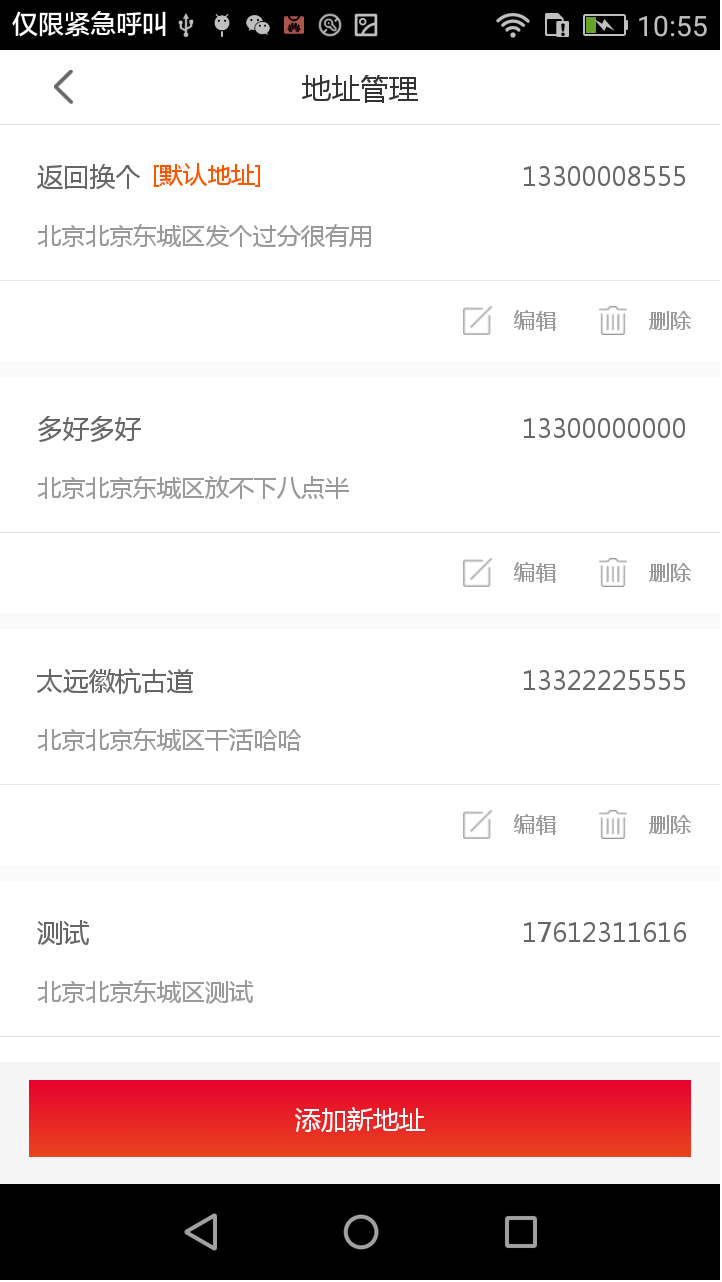 仅限紧急呼叫 10:55
地址管理
返回换个 [默认地址] 13300008555
北京北京东城区发个过分很有用
编辑 删除
多好多好 13300000000
北京北京东城区放不下八点半
编辑 删除
太远徽杭古道 13322225555
北京北京东城区干活哈哈
编辑 删除
测试 17612311616
北京北京东城区测试
添加新地址